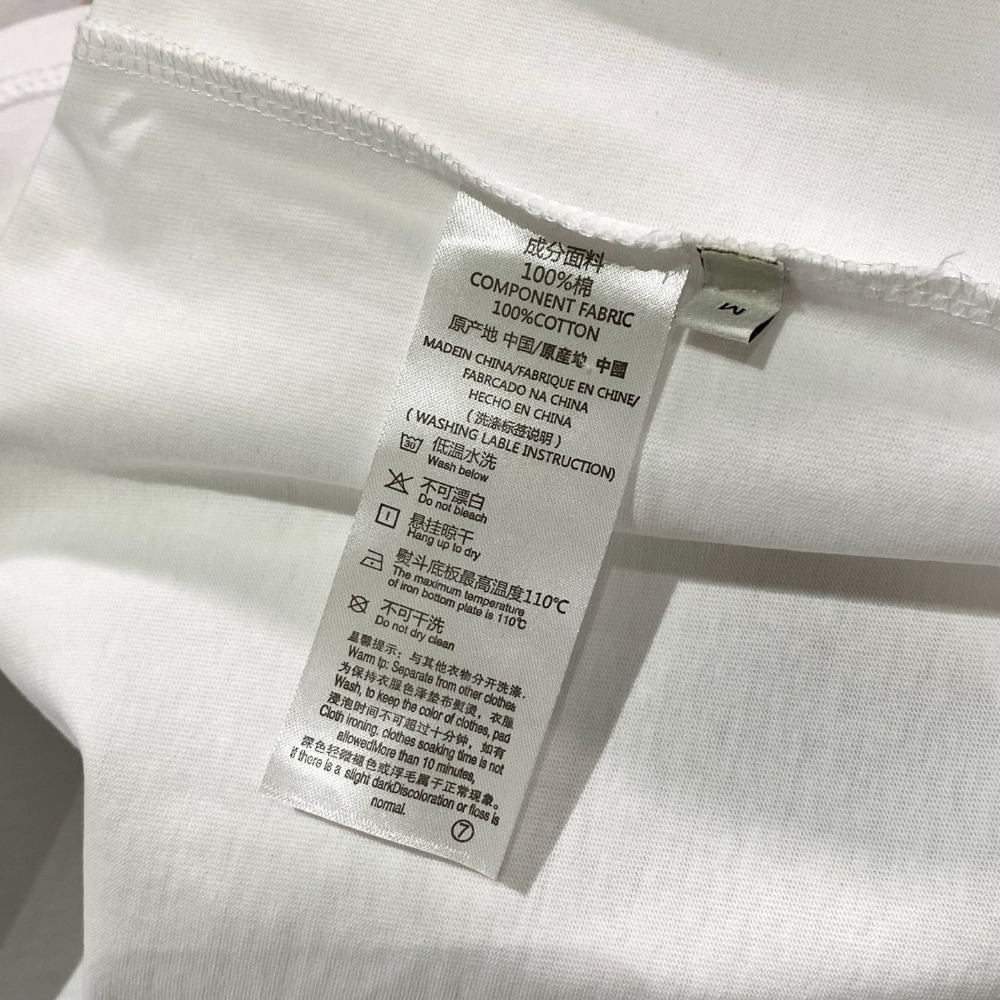 成分面料
100%棉
COMPONENT FABRIC
100%COTTON
原产地 中国/原産地 中國
MADEIN CHINA/FABRIQUE EN CHINE/
FABRCADO NA CHINA
HECHO EN CHINA
(洗涤标签说明)
(WASHING LABLE INSTRUCTION)
30
低温水洗
Wash below
不可漂白
Do not bleach
悬挂晾干
Hang up to dry
熨斗底板最高温度110℃
The maximum temperature
of iron bottom plate is 110℃
不可干洗
Do not dry clean
温馨提示:与其他衣物分开洗涤.
Warm tp: Separate from other clothes
为保持衣服色泽垫布熨烫,衣服
Wash, to keep the color of clothes, pad
浸泡时间不可超过十分钟,如有
Cloth ironing. clothes soaking time is not
allowedMore than 10 minutes,
深色轻微褪色或浮毛属于正常现象。
if there is a slight darkDiscoloration or floss is
normal.
⑦
M